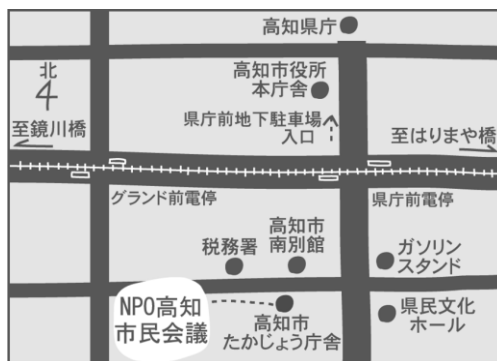 高知県庁
北
高知市役所
本庁舎
至鏡川橋
県庁前地下駐車場
入口
至はりまや橋
グランド前電停
県庁前電停
高知市
南別館
税務署
ガソリン
スタンド
NPO高知
市民会議
高知市
たかじょう庁舎
県民文化
ホール